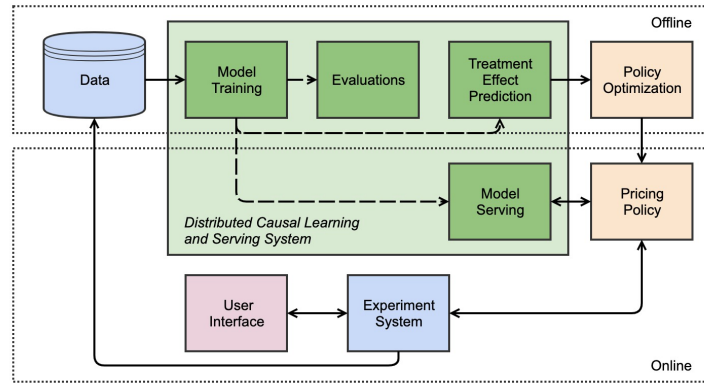 Offline
Data
Model
Training
Evaluations
Treatment
Effect
Prediction
Policy
Optimization
Model
Serving
Pricing
Policy
Distributed Causal Learning
and Serving System
User
Interface
Experiment
System
Online